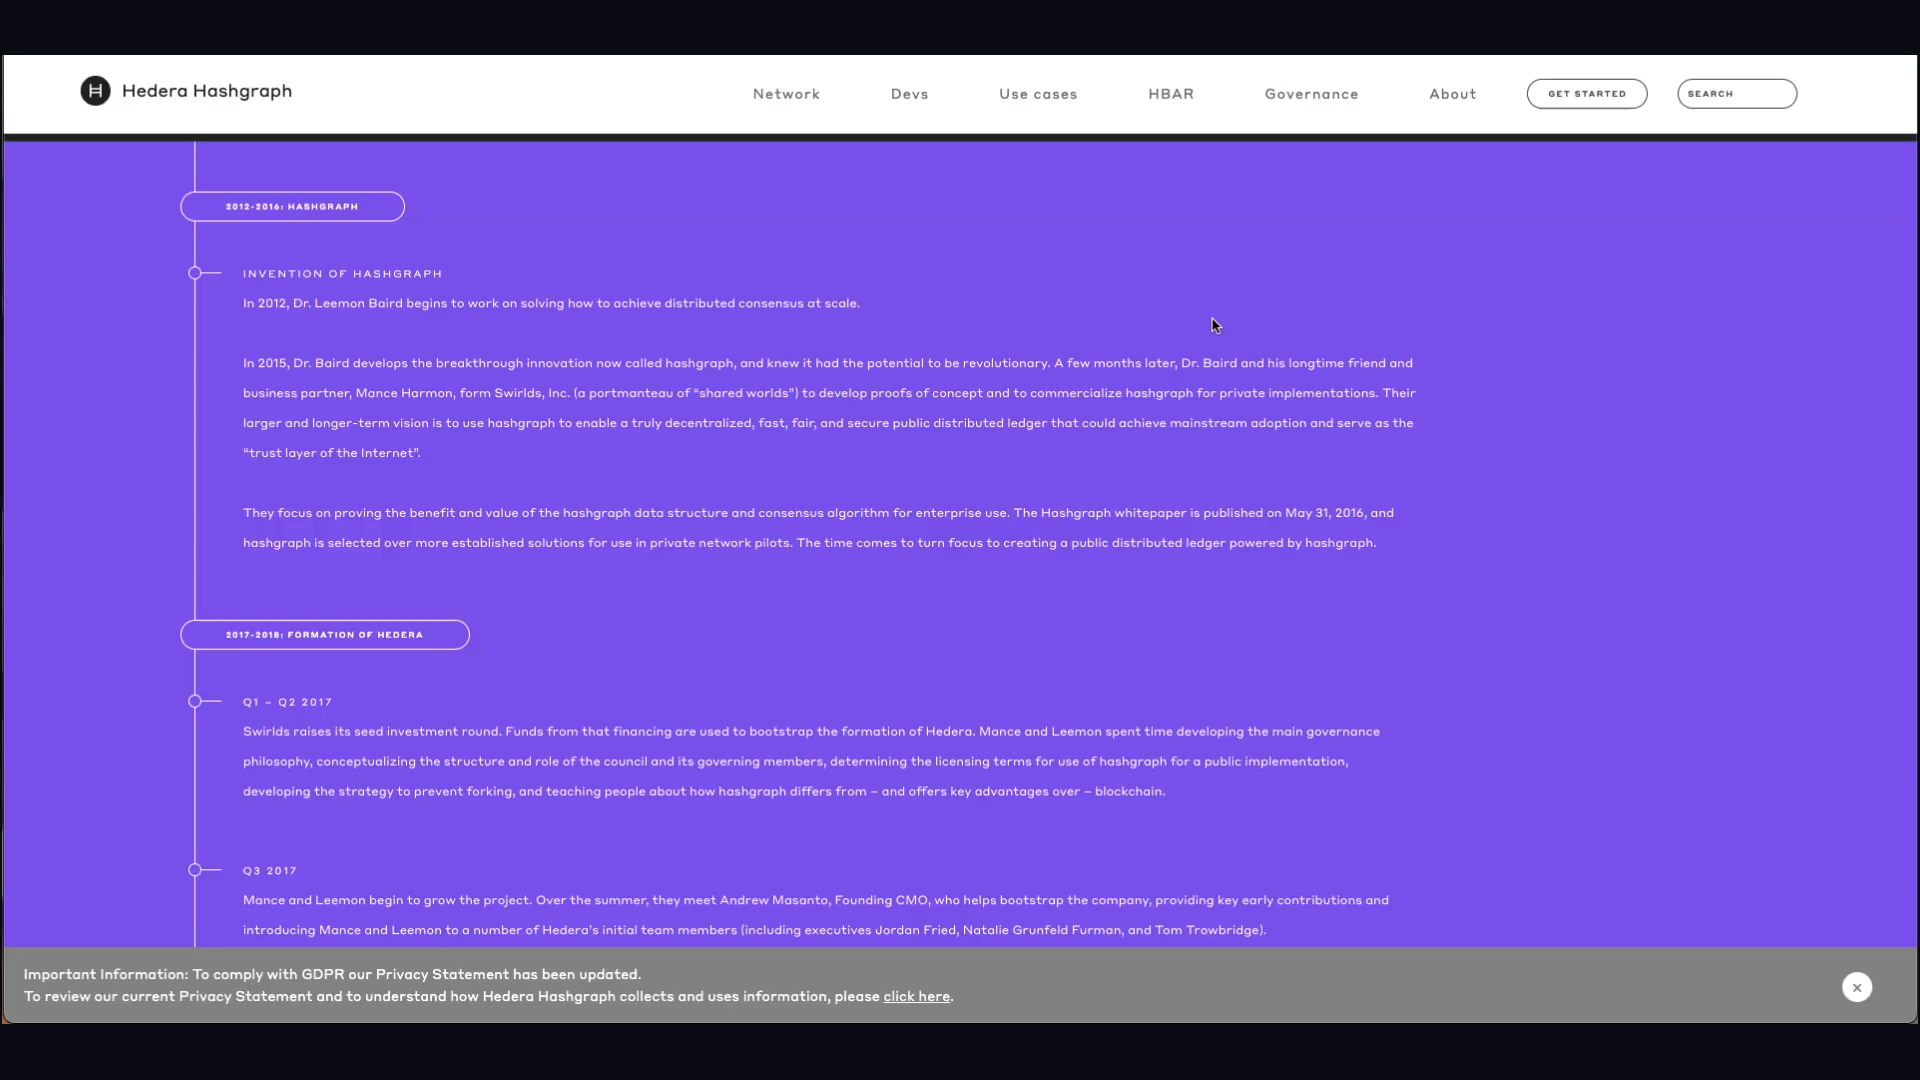 Hedera Hashgraph
Network
Devs
Use cases
HBAR
Governance
About
GET STARTED
SEARCH
2012-2016: HASHGRAPH
INVENTION OF HASHGRAPH
In 2012, Dr. Leemon Baird begins to work on solving how to achieve distributed consensus at scale.
In 2015, Dr. Baird develops the breakthrough innovation now called hashgraph, and knew it had the potential to be revolutionary. A few months later, Dr. Baird and his longtime friend and
business partner, Mance Harmon, form Swirlds, Inc. (a portmanteau of “shared worlds”) to develop proofs of concept and to commercialize hashgraph for private implementations. Their
larger and longer-term vision is to use hashgraph to enable a truly decentralized, fast, fair, and secure public distributed ledger that could achieve mainstream adoption and serve as the
“trust layer of the Internet”.
They focus on proving the benefit and value of the hashgraph data structure and consensus algorithm for enterprise use. The Hashgraph whitepaper is published on May 31, 2016, and
hashgraph is selected over more established solutions for use in private network pilots. The time comes to turn focus to creating a public distributed ledger powered by hashgraph.
2017-2018: FORMATION OF HEDERA
Q1 – Q2 2017
Swirlds raises its seed investment round. Funds from that financing are used to bootstrap the formation of Hedera. Mance and Leemon spent time developing the main governance
philosophy, conceptualizing the structure and role of the council and its governing members, determining the licensing terms for use of hashgraph for a public implementation,
developing the strategy to prevent forking, and teaching people about how hashgraph differs from – and offers key advantages over – blockchain.
Q3 2017
Mance and Leemon begin to grow the project. Over the summer, they meet Andrew Masanto, Founding CMO, who helps bootstrap the company, providing key early contributions and
introducing Mance and Leemon to a number of Hedera’s initial team members (including executives Jordan Fried, Natalie Grunfeld Furman, and Tom Trowbridge).
Important Information: To comply with GDPR our Privacy Statement has been updated.
To review our current Privacy Statement and to understand how Hedera Hashgraph collects and uses information, please click here.